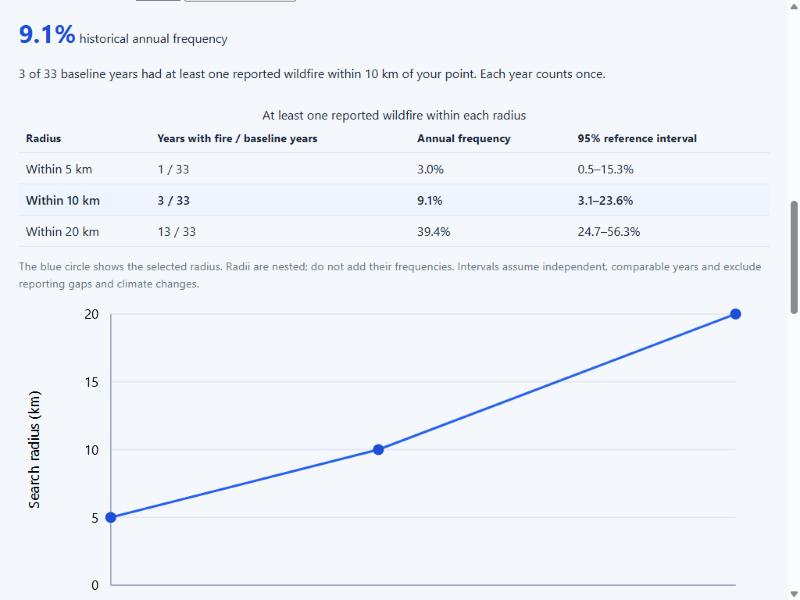 9.1% historical annual frequency
3 of 33 baseline years had at least one reported wildfire within 10 km of your point. Each year counts once.
At least one reported wildfire within each radius
Radius Years with fire / baseline years Annual frequency 95% reference interval
Within 5 km 1 / 33 3.0% 0.5–15.3%
Within 10 km 3 / 33 9.1% 3.1–23.6%
Within 20 km 13 / 33 39.4% 24.7–56.3%
The blue circle shows the selected radius. Radii are nested; do not add their frequencies. Intervals assume independent, comparable years and exclude
reporting gaps and climate changes.
20
15
10
5
0
Search radius (km)